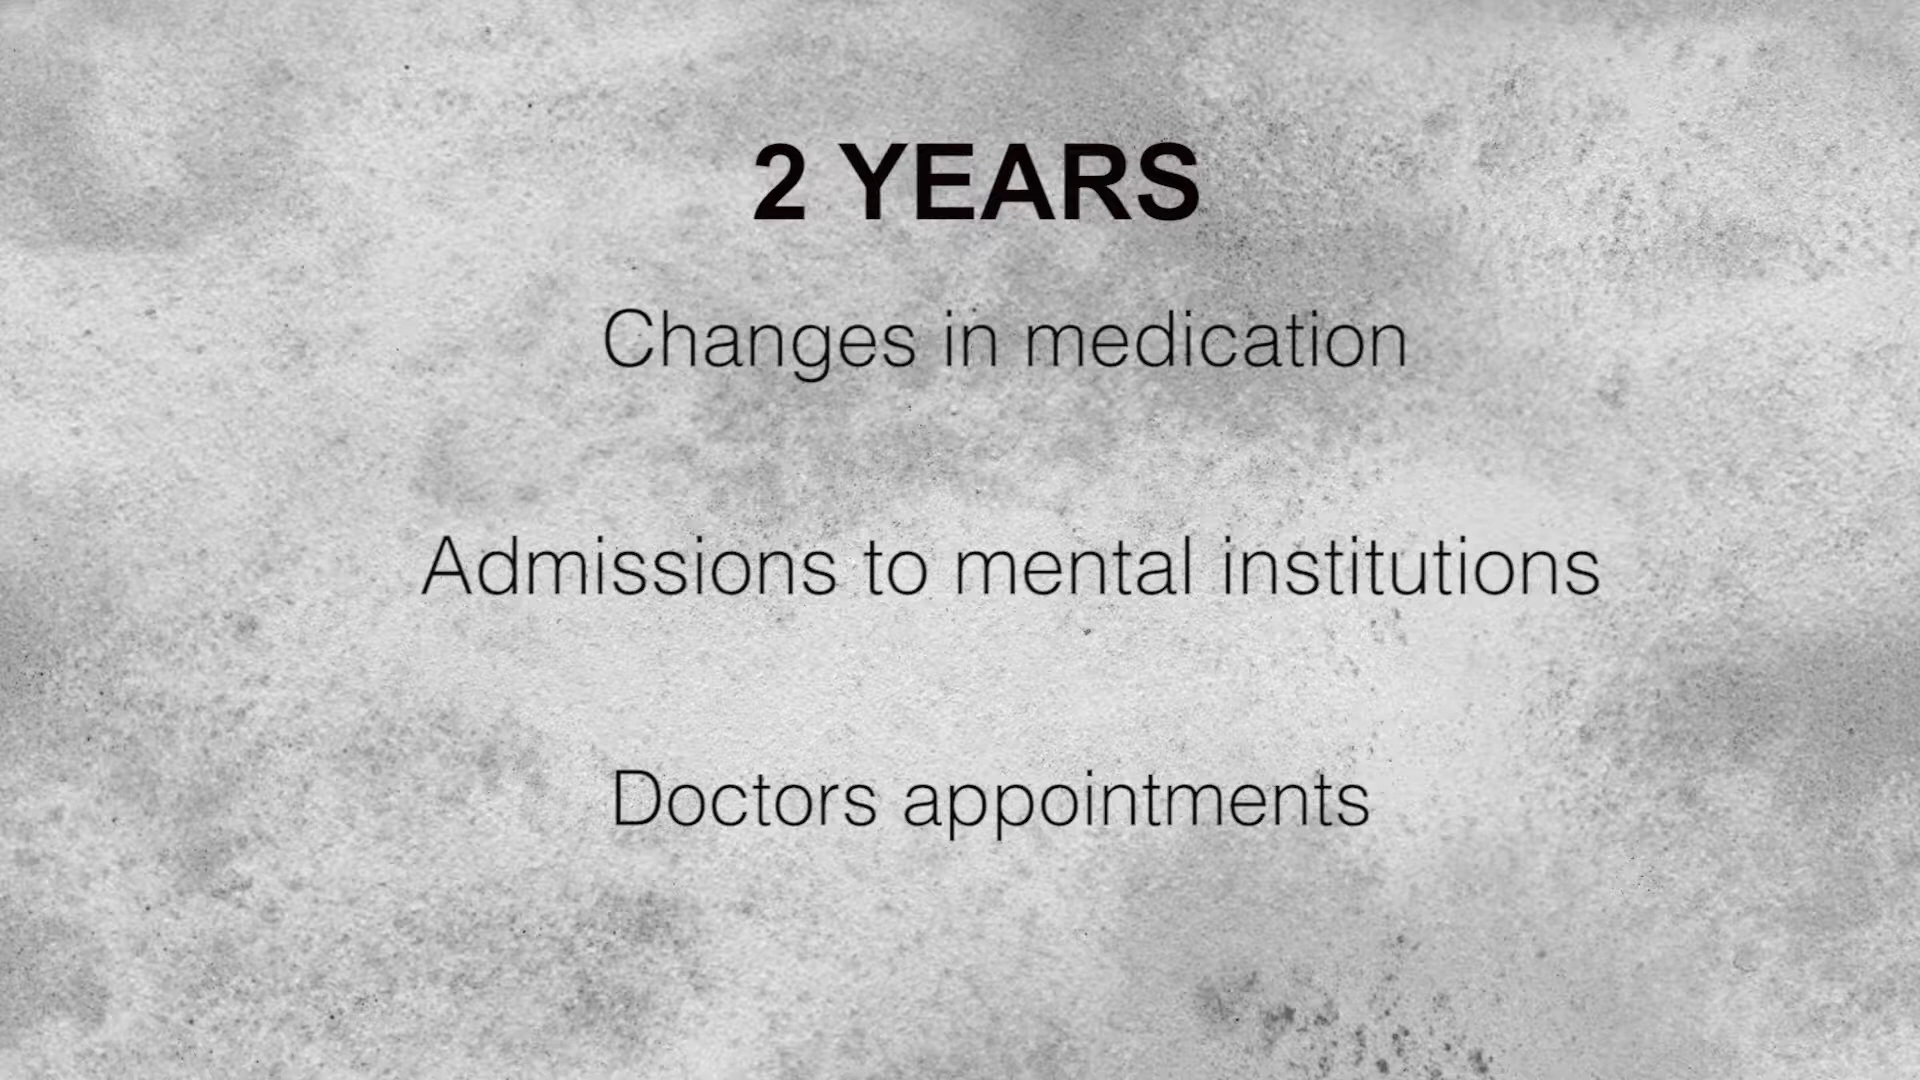 2 YEARS
Changes in medication
Admissions to mental institutions
Doctors appointments